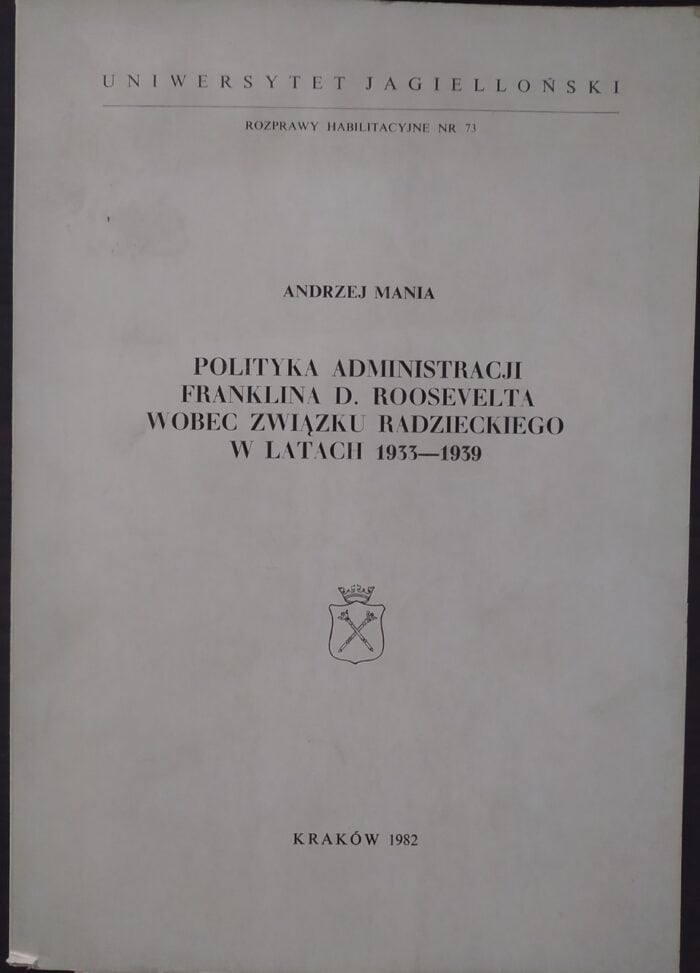 UNIWERSYTET JAGIELLOŃSKI
ROZPRAWY HABILITACYJNE NR 73
ANDRZEJ MANIA
POLITYKA ADMINISTRACJI
FRANKLINA D. ROOSEVELTA
WOBEC ZWIĄZKU RADZIECKIEGO
W LATACH 1933—1939
KRAKÓW 1982